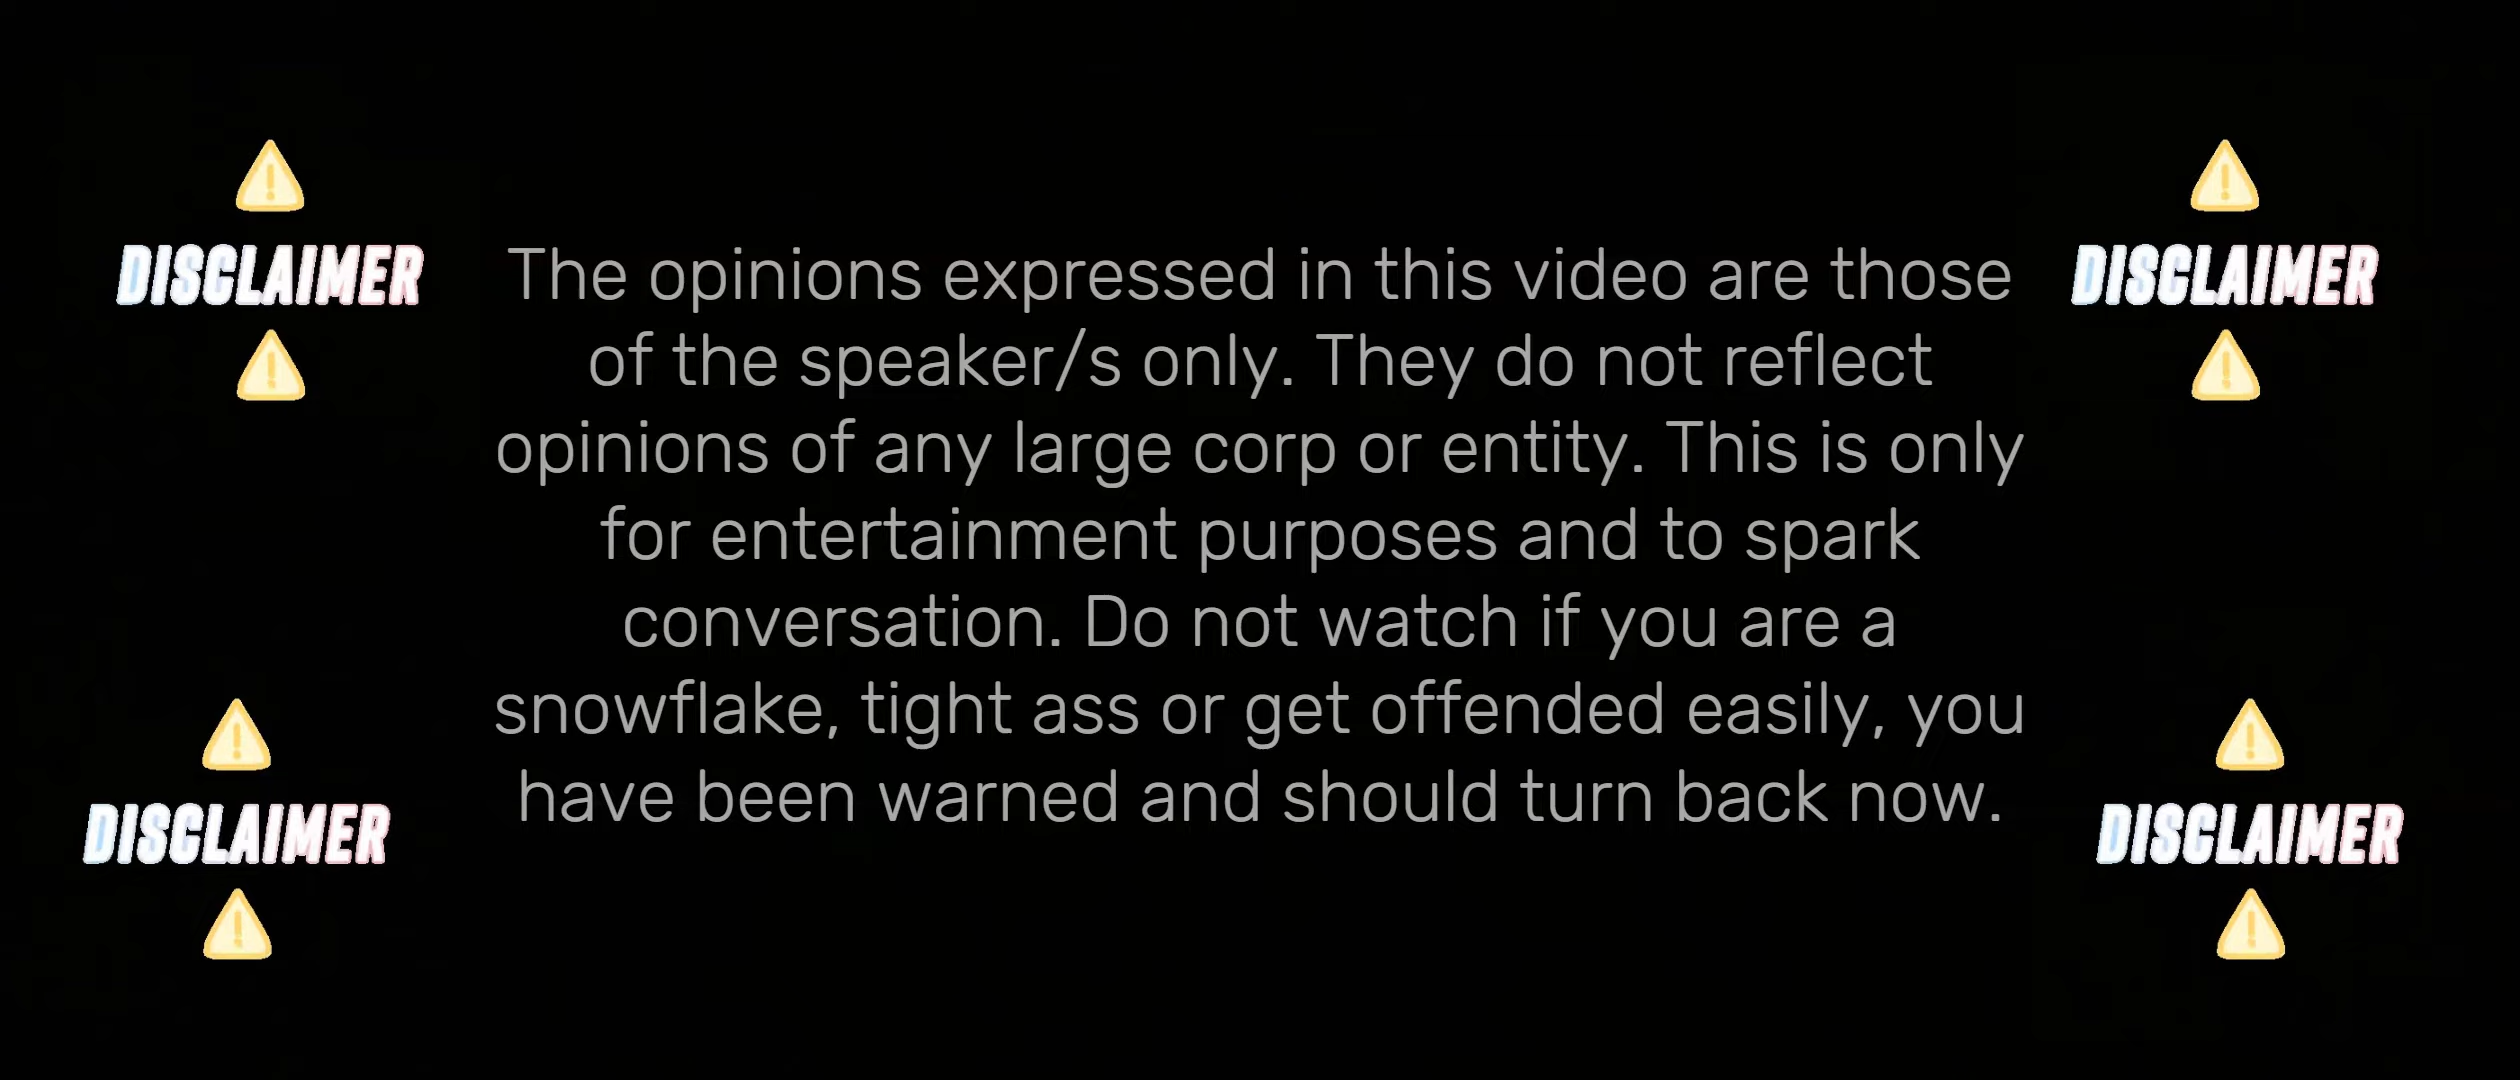 DISCLAIMER
DISCLAIMER
The opinions expressed in this video are those
of the speaker/s only. They do not reflect
opinions of any large corp or entity. This is only
for entertainment purposes and to spark
conversation. Do not watch if you are a
snowflake, tight ass or get offended easily, you
have been warned and should turn back now.
DISCLAIMER
DISCLAIMER